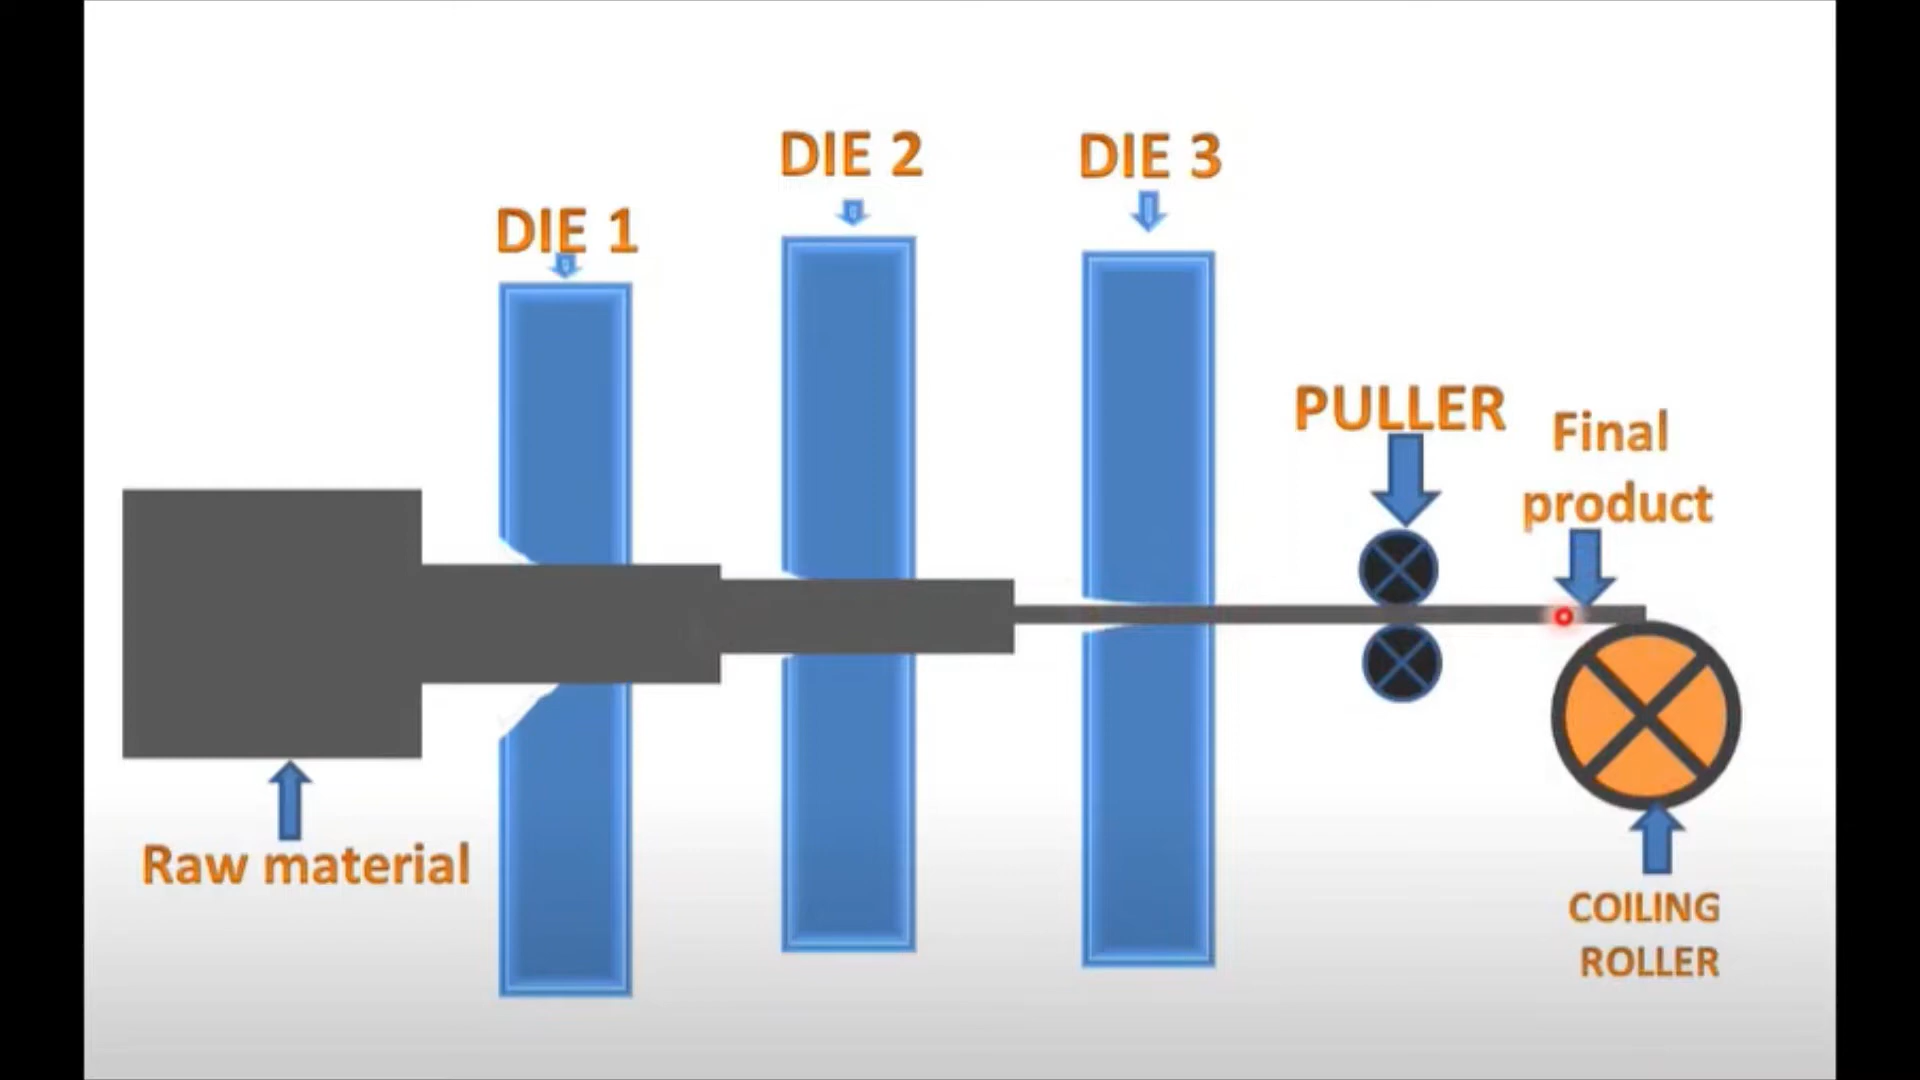 DIE 1
DIE 2
DIE 3
PULLER
Final
product
Raw material
COILING
ROLLER